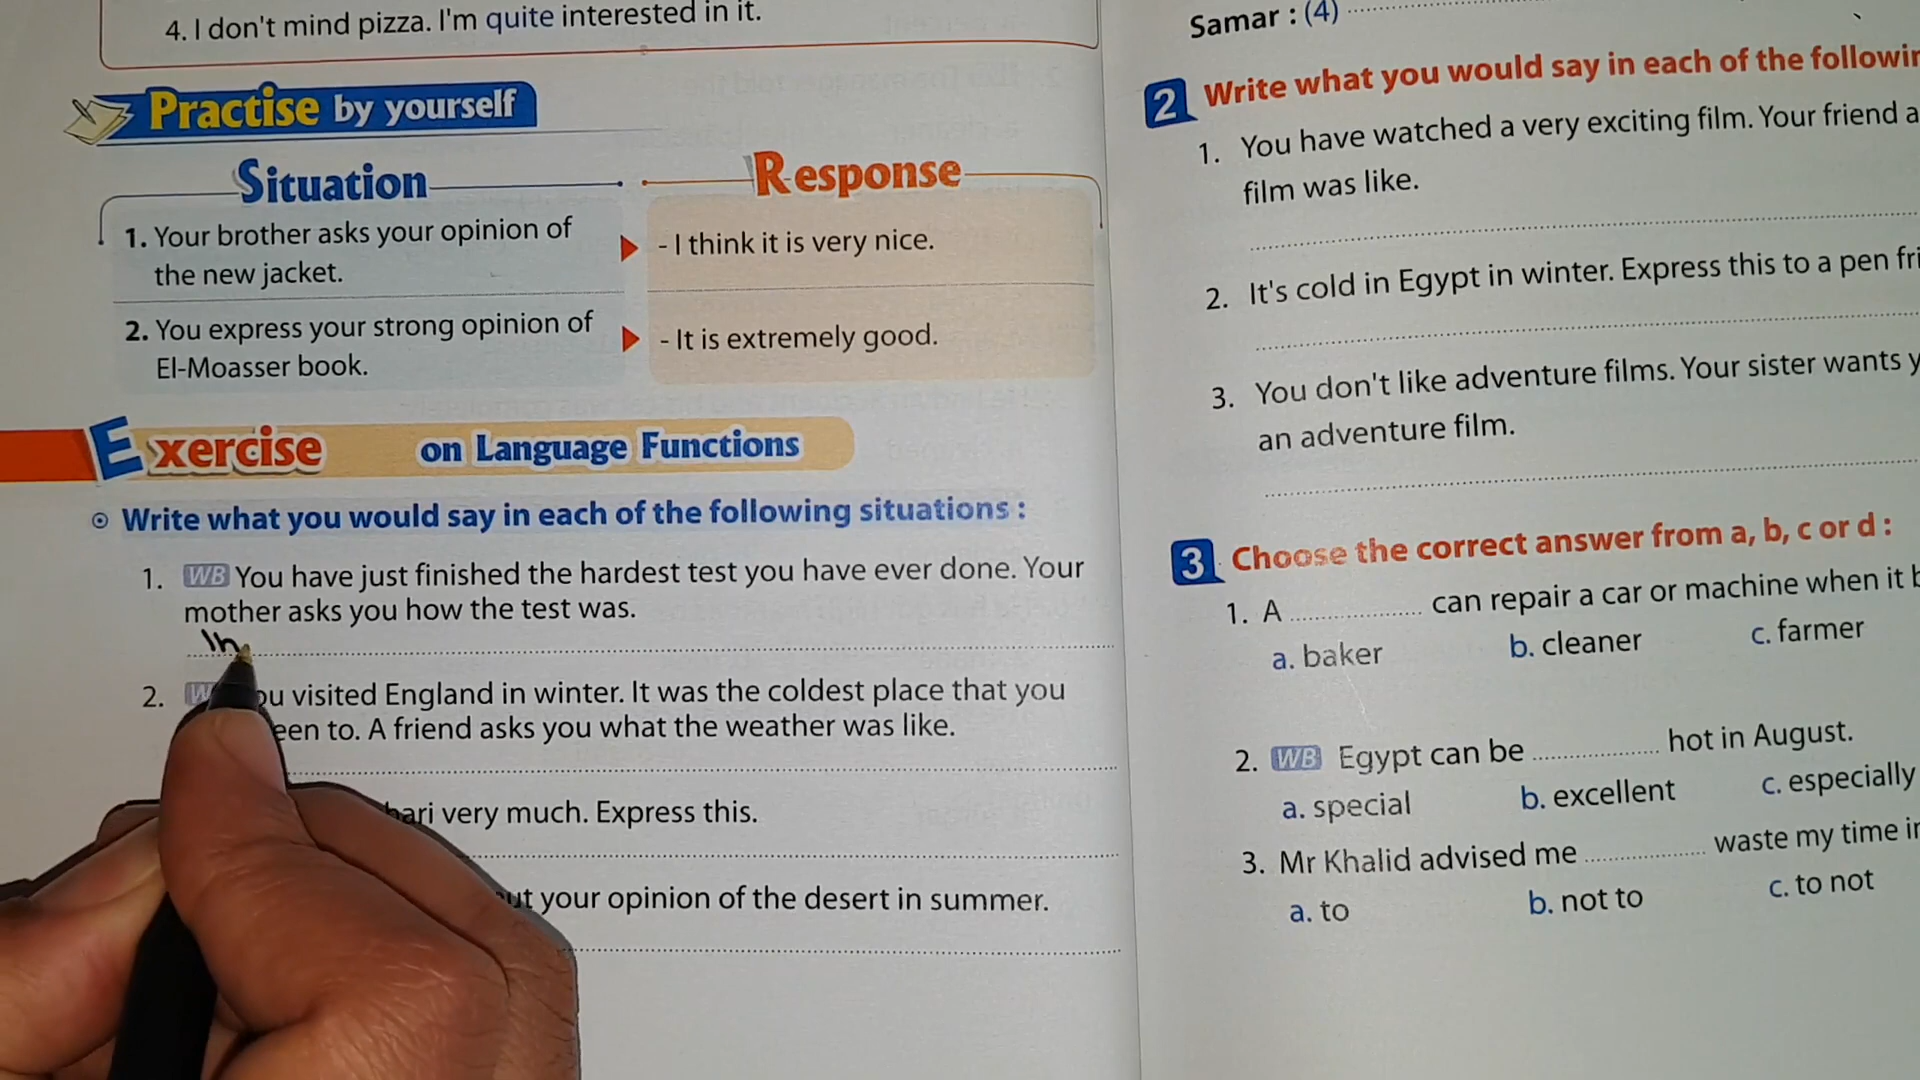 4. I don't mind pizza. I'm quite interested in it.
Practise by yourself
Situation
Response
1. Your brother asks your opinion of
the new jacket.
- I think it is very nice.
2. You express your strong opinion of
El-Moasser book.
- It is extremely good.
Exercise on Language Functions
Write what you would say in each of the following situations :
1. WB You have just finished the hardest test you have ever done. Your
mother asks you how the test was.
2. visited England in winter. It was the coldest place that you
to. A friend asks you what the weather was like.
very much. Express this.
your opinion of the desert in summer.
Samar : (4)
2 Write what you would say in each of the
1. You have watched a very exciting film. Your friend
film was like.
2. It's cold in Egypt in winter. Express this to a pen
3. You don't like adventure films. Your sister wants
an adventure film.
3 Choose the correct answer from a, b, c or d :
1. A .............. can repair a car or machine when it
a. baker b. cleaner c. farmer
2. WB Egypt can be .............. hot in August.
a. special b. excellent c. especially
3. Mr Khalid advised me .............. waste my time
a. to b. not to c. to not